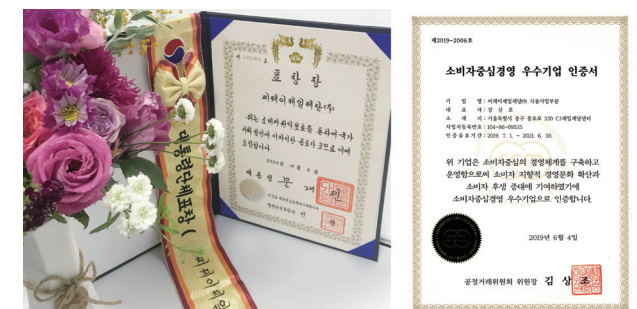 표 창 장
씨제이제일제당(주)
귀하는 소비자권익보호를 통하여 국가
사회 발전에 이바지한 공로가 크므로 이에
표창합니다
대 통 령 문 재 인
대통령단체표창
씨제이제일
제2019-2006호
소비자중심경영 우수기업 인증서
기 업 명 : 씨제이제일제당㈜ 식품사업부문
대 표 자 : 강 신 호
소 재 지 : 서울특별시 중구 동호로 330 CJ제일제당센터
사업자등록번호 : 104-86-09535
인 증 유 효 기 간 : 2019. 7. 1. ~ 2021. 6. 30.
위 기업은 소비자중심의 경영체계를 구축하고
운영함으로써 소비자 지향적 경영문화 확산과
소비자 후생 증대에 기여하였기에
소비자중심경영 우수기업으로 인증합니다.
2019년 6월 4일
공정거래위원회 위원장 김 상 조